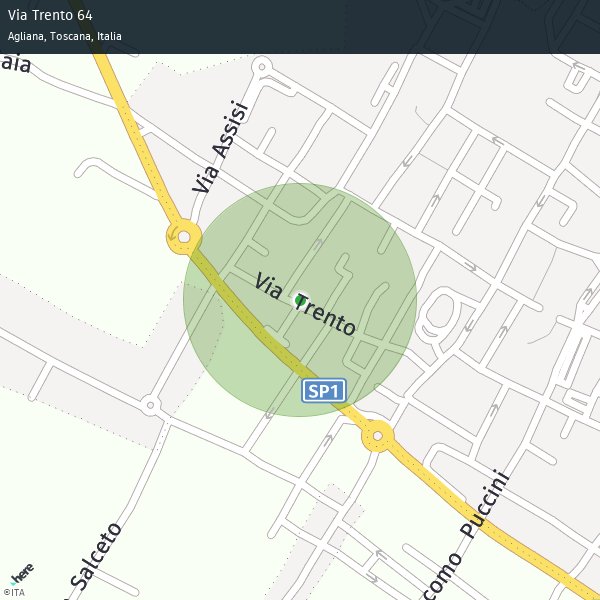 Via Trento 64
Agliana, Toscana, Italia
aia
Via Assisi
Via Trento
SP1
Puccini
como
Salceto
here
©ITA